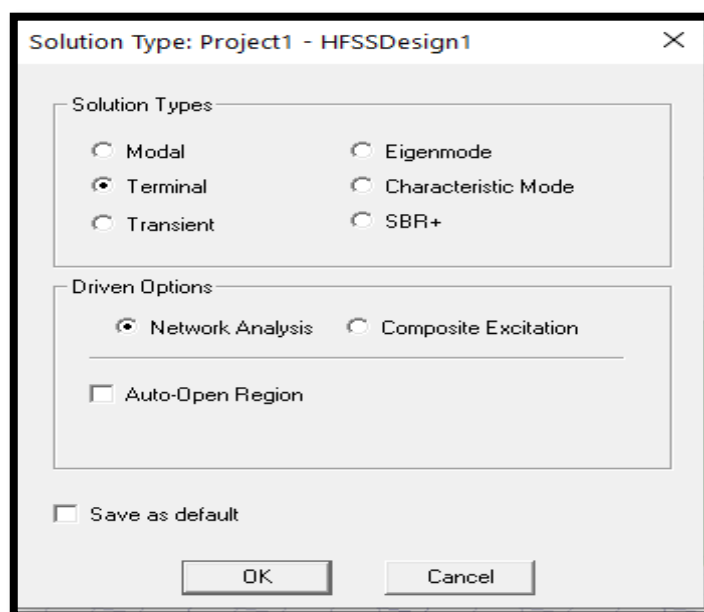 Solution Type: Project1 - HFSSDesign1
Solution Types
Modal
Eigenmode
Terminal
Characteristic Mode
Transient
SBR+
Driven Options
Network Analysis
Composite Excitation
Auto-Open Region
Save as default
OK
Cancel